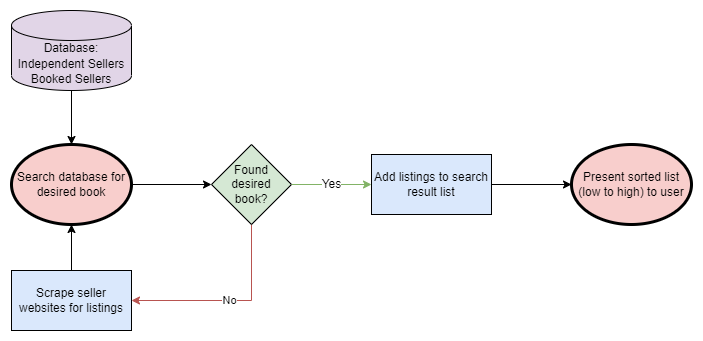 Database:
Independent Sellers
Booked Sellers
Search database for
desired book
Found
desired
book?
Yes
Add listings to search
result list
Present sorted list
(low to high) to user
Scrape seller
websites for listings
No